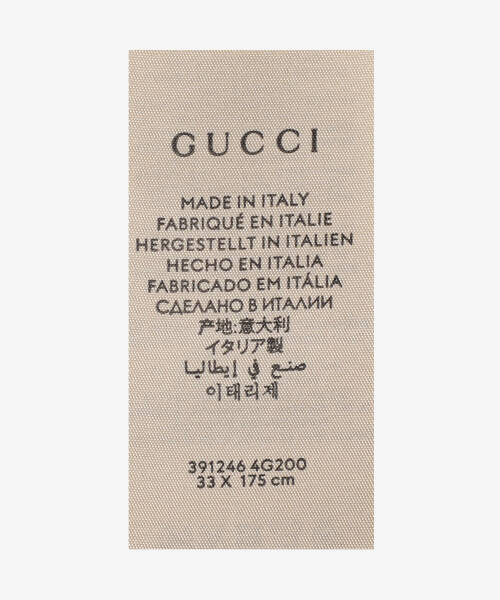 GUCCI
MADE IN ITALY
FABRIQUÉ EN ITALIE
HERGESTELLT IN ITALIEN
HECHO EN ITALIA
FABRICADO EM ITÁLIA
СДЕЛАНО В ИТАЛИИ
产地:意大利
イタリア製
صنع في إيطاليا
이태리제
391246 4G200
33 X 175 cm